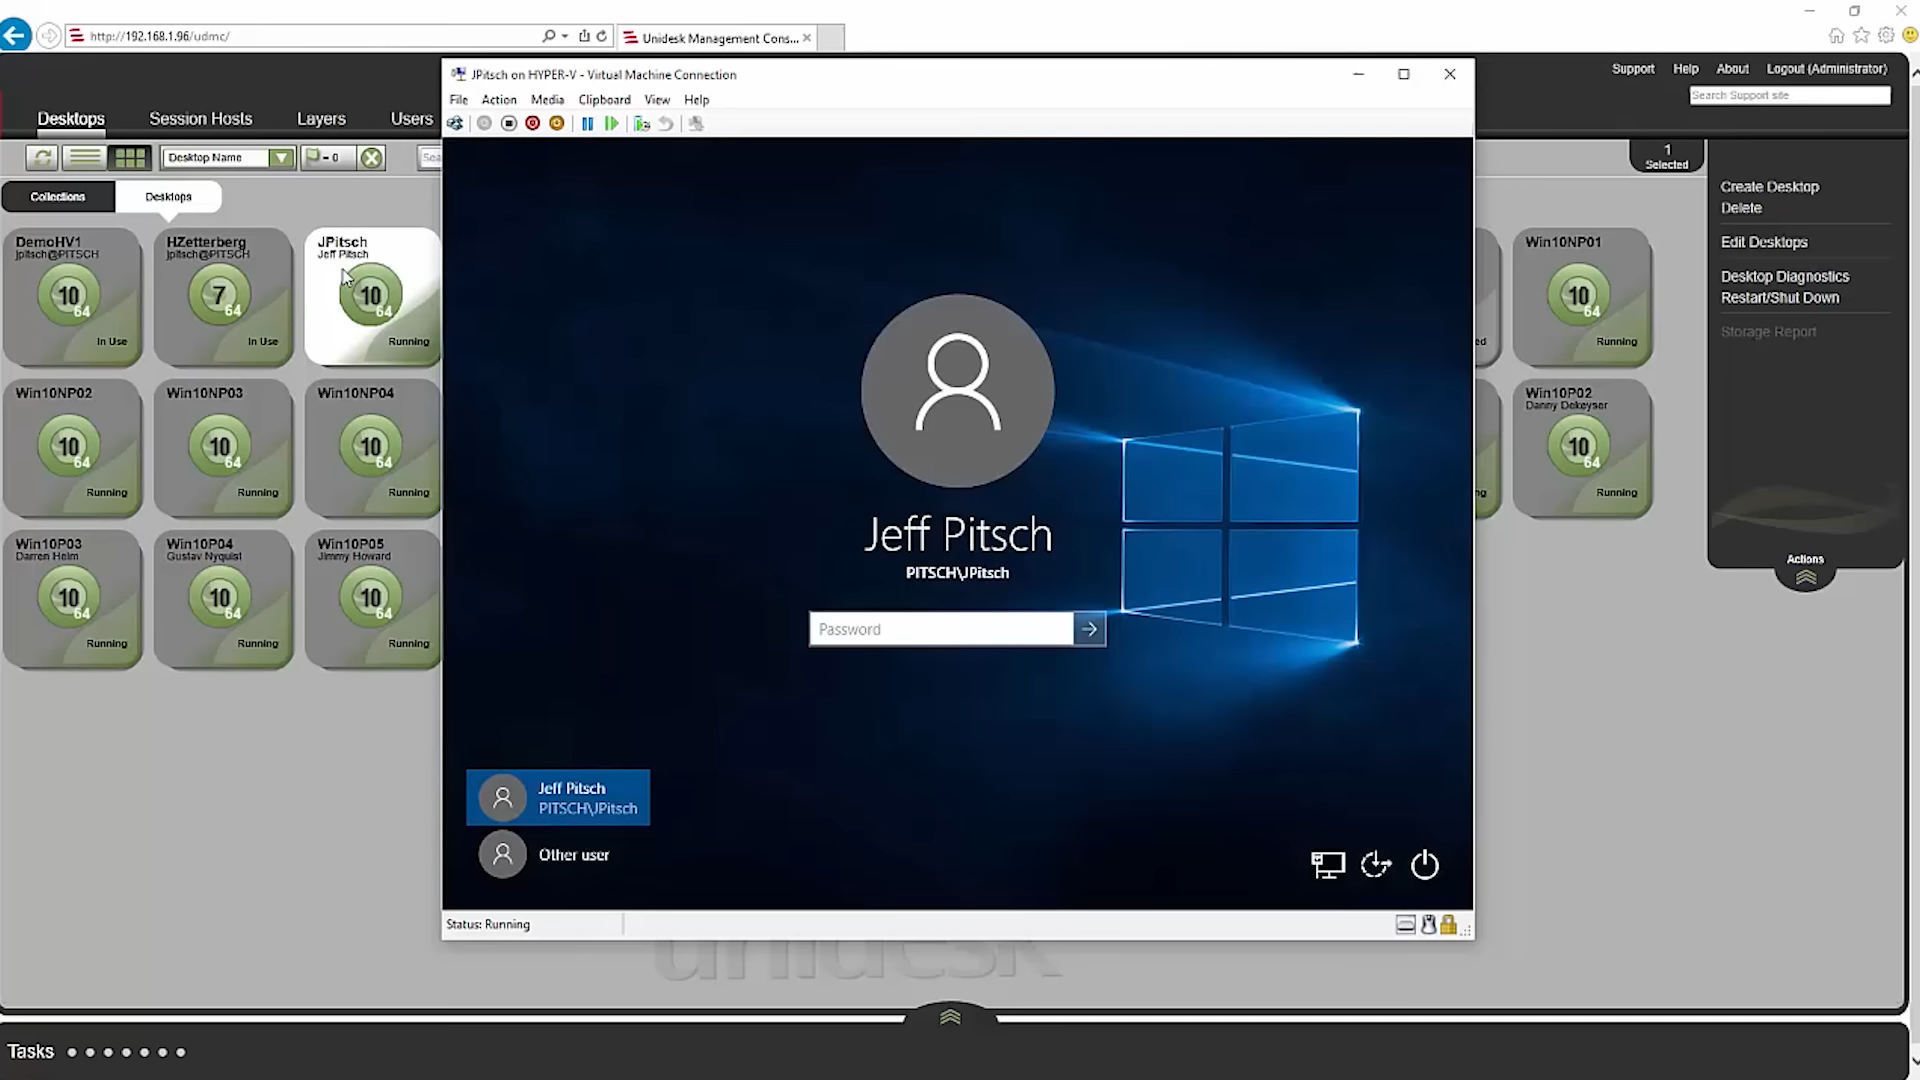 http://192.168.1.96/udmc/
Unidesk Management Cons...
JPitsch on HYPER-V - Virtual Machine Connection
File Action Media Clipboard View Help
Support Help About Logout (Administrator)
Search Support site
Desktops Session Hosts Layers Users
Desktop Name
- 0
Sea
1
Selected
Collections Desktops
DemoHV1
jpitsch@PITSCH
10
64
In Use
HZetterberg
jpitsch@PITSCH
7
64
In Use
JPitsch
Jeff Pitsch
10
64
Running
ed
Win10NP01
10
64
Running
Win10NP02
10
64
Running
Win10NP03
10
64
Running
Win10NP04
10
64
Running
ng
Win10P02
Danny Dekeyser
10
64
Running
Win10P03
Darren Helm
10
64
Running
Win10P04
Gustav Nyquist
10
64
Running
Win10P05
Jimmy Howard
10
64
Running
Create Desktop
Delete
Edit Desktops
Desktop Diagnostics
Restart/Shut Down
Storage Report
Actions
Jeff Pitsch
PITSCH\JPitsch
Password
Jeff Pitsch
PITSCH\JPitsch
Other user
Status: Running
unidesk
Tasks